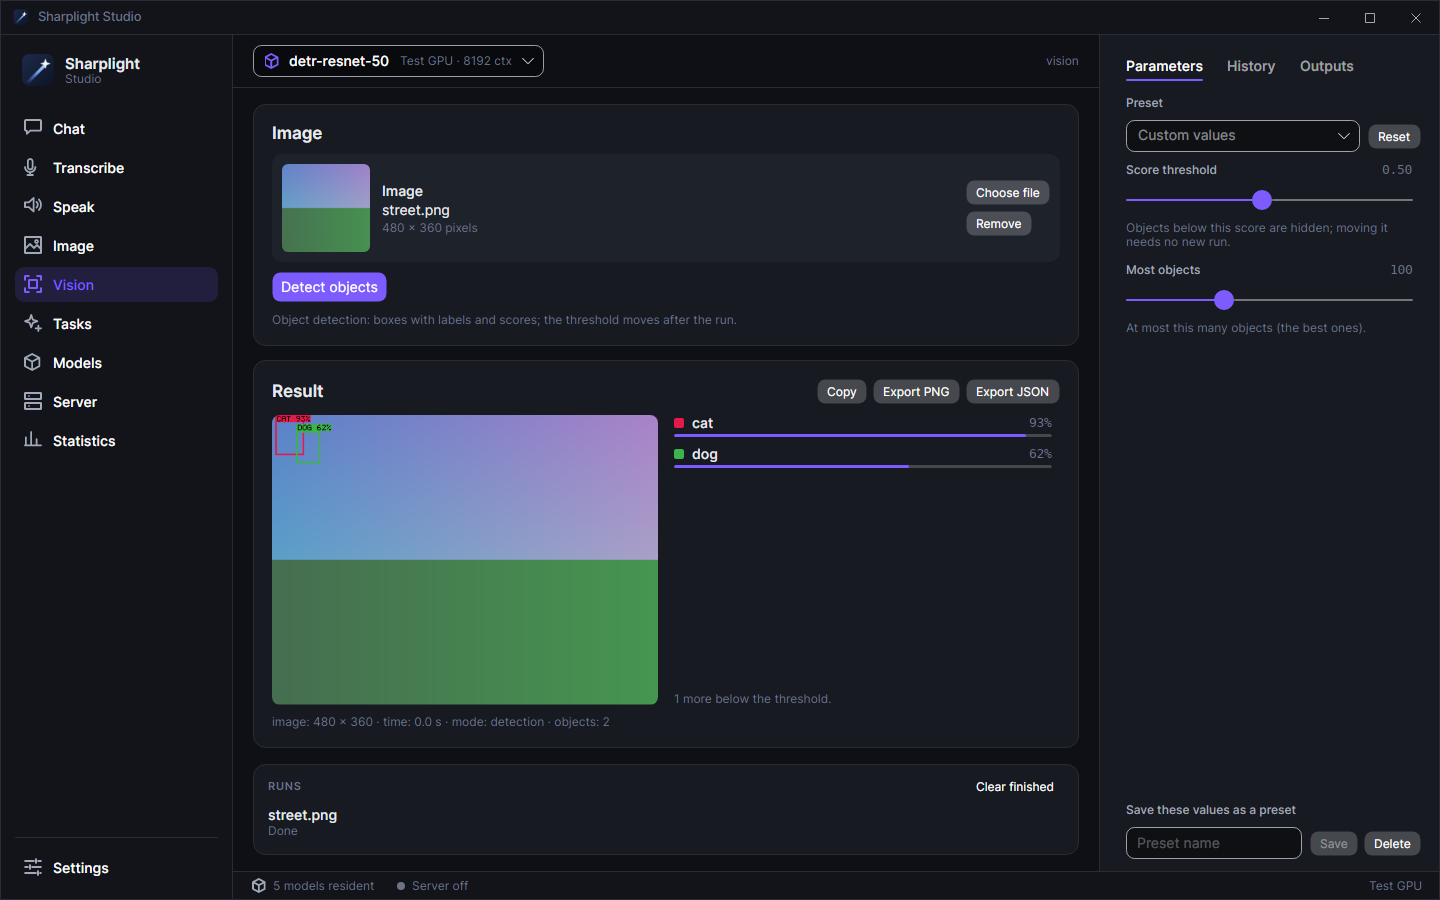 Sharplight Studio
Sharplight
Studio
Chat
Transcribe
Speak
Image
Vision
Tasks
Models
Server
Statistics
Settings
detr-resnet-50 Test GPU · 8192 ctx
vision
Image
Image
street.png
480 × 360 pixels
Choose file
Remove
Detect objects
Object detection: boxes with labels and scores; the threshold moves after the run.
Result
Copy Export PNG Export JSON
CAT 93%
DOG 62%
cat 93%
dog 62%
1 more below the threshold.
image: 480 × 360 · time: 0.0 s · mode: detection · objects: 2
RUNS
Clear finished
street.png
Done
Parameters History Outputs
Preset
Custom values
Reset
Score threshold 0.50
Objects below this score are hidden; moving it
needs no new run.
Most objects 100
At most this many objects (the best ones).
Save these values as a preset
Preset name
Save Delete
5 models resident
Server off
Test GPU